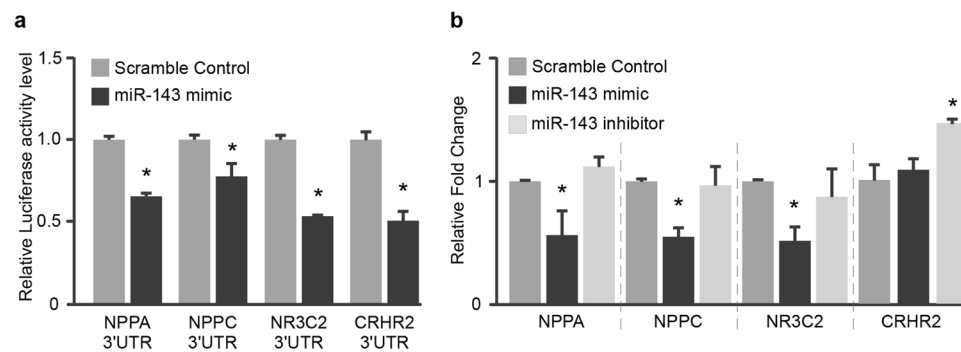 a
Relative Luciferase activity level
1.5
1.0
0.5
0
Scramble Control
miR-143 mimic
*
*
*
*
NPPA
3'UTR
NPPC
3'UTR
NR3C2
3'UTR
CRHR2
3'UTR
b
Relative Fold Change
2
1
0
Scramble Control
miR-143 mimic
miR-143 inhibitor
*
*
*
*
NPPA
NPPC
NR3C2
CRHR2